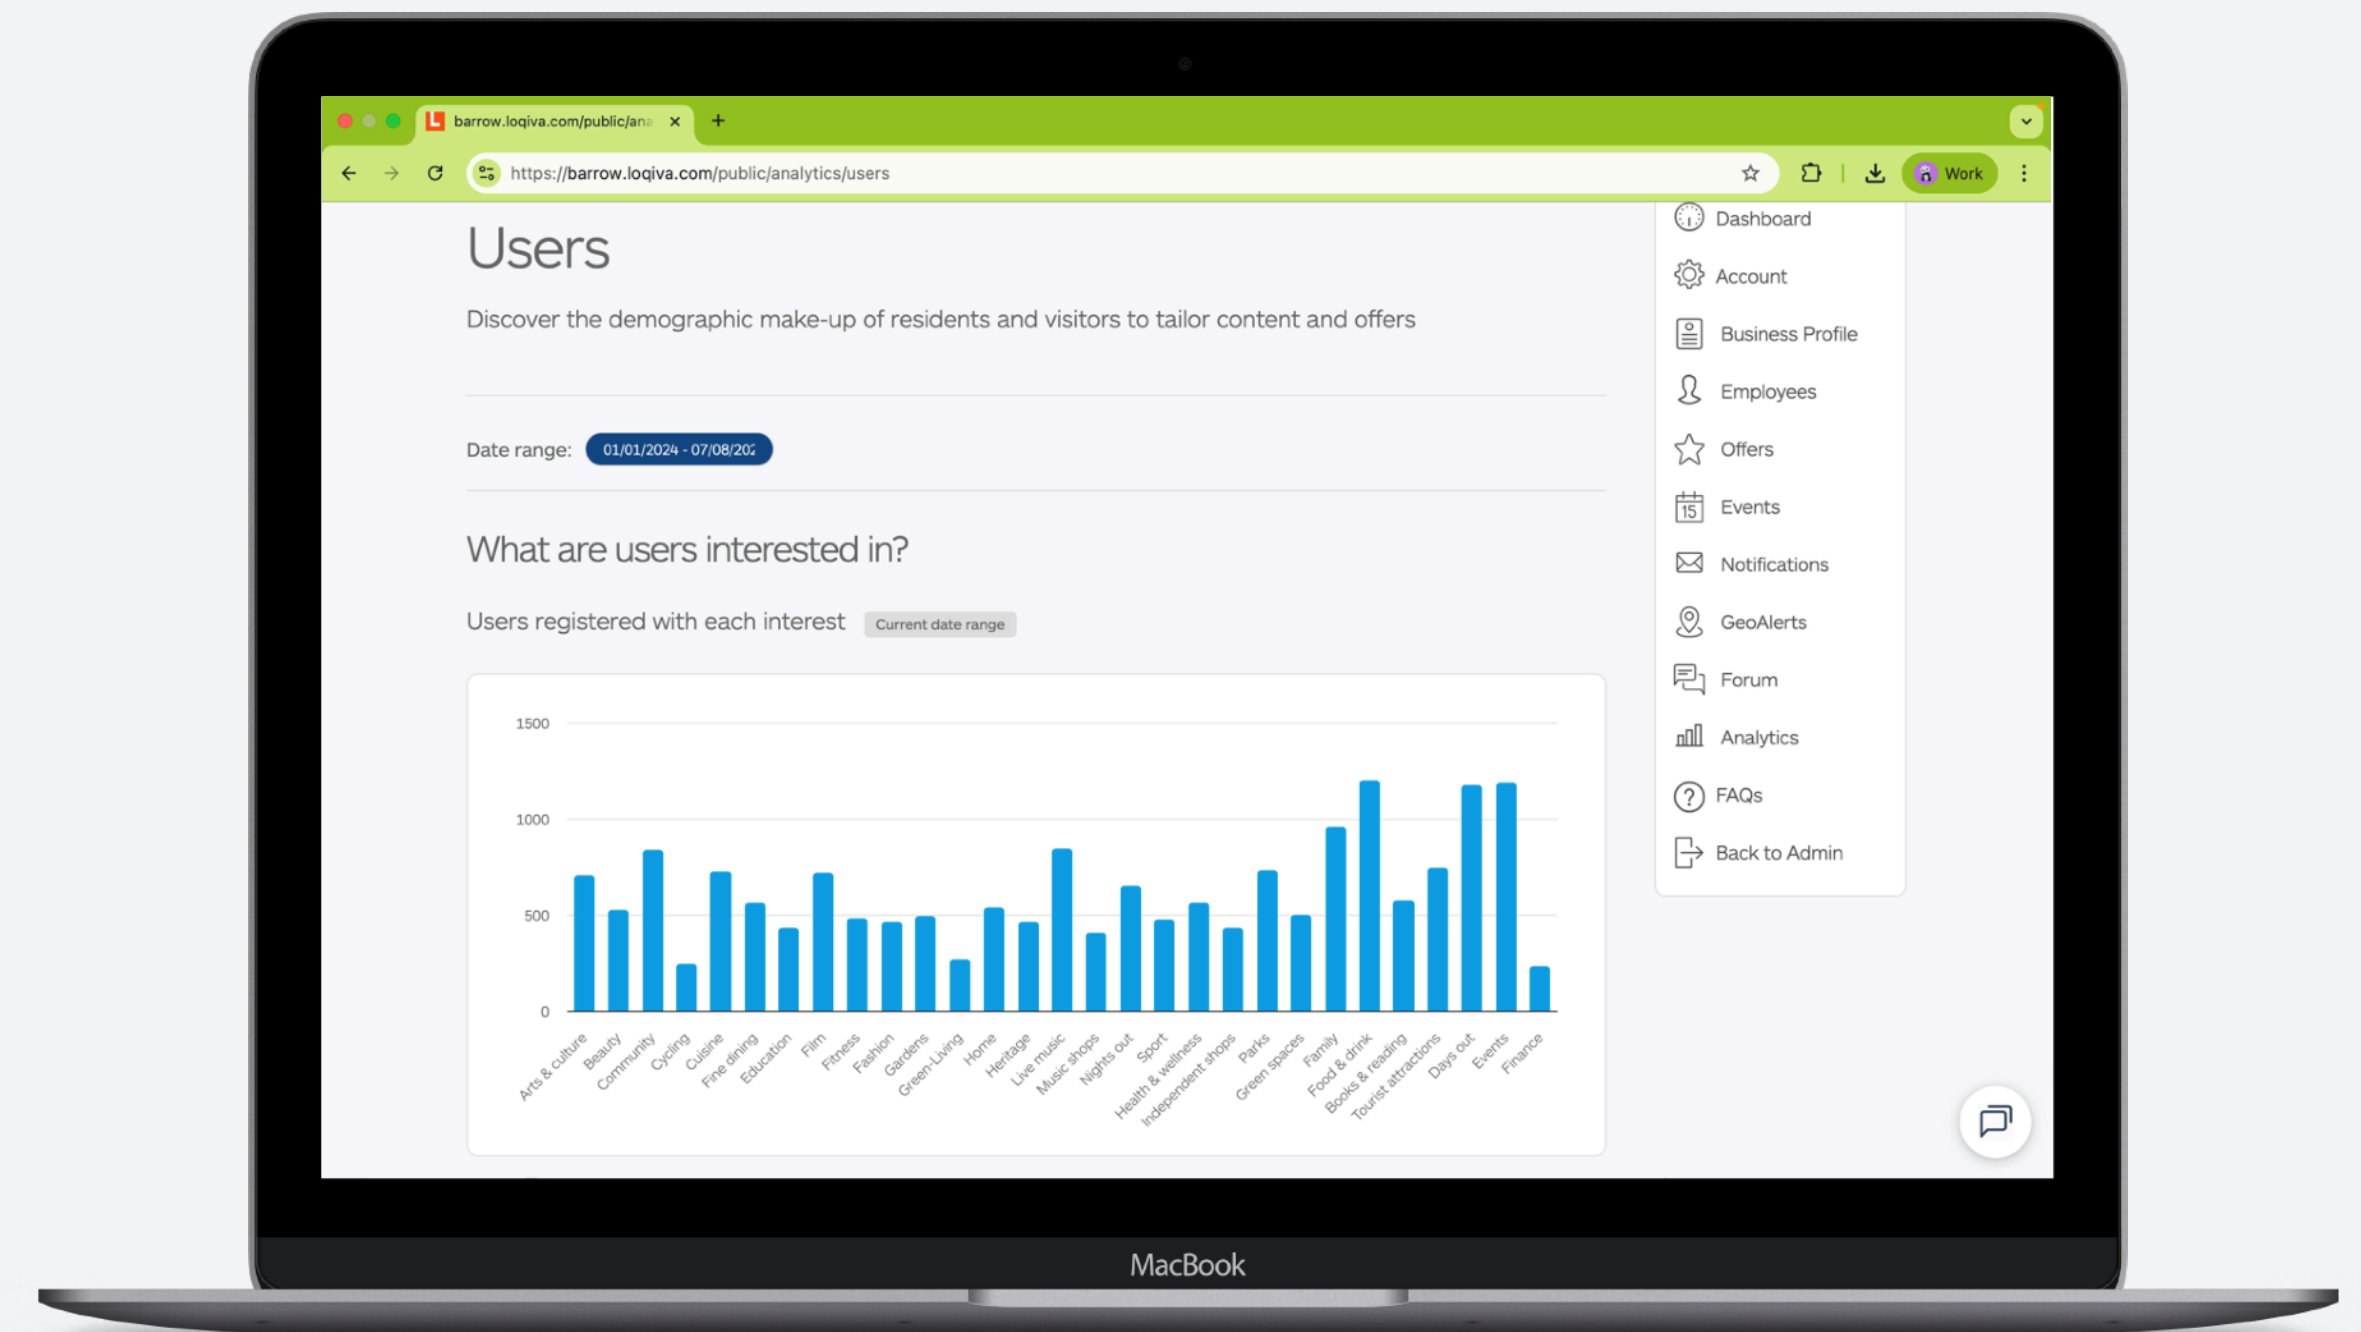 barrow.loqiva.com/public/ana
https://barrow.loqiva.com/public/analytics/users
Work
Users
Discover the demographic make-up of residents and visitors to tailor content and offers
Date range: 01/01/2024 - 07/08/202
What are users interested in?
Users registered with each interest Current date range
1500
1000
500
0
Arts & culture
Beauty
Community
Cycling
Cuisine
Fine dining
Education
Film
Fitness
Fashion
Gardens
Green-Living
Home
Heritage
Live music
Music shops
Nights out
Sport
Health & wellness
Independent shops
Parks
Green spaces
Family
Food & drink
Books & reading
Tourist attractions
Days out
Events
Finance
Dashboard
Account
Business Profile
Employees
Offers
15 Events
Notifications
GeoAlerts
Forum
Analytics
FAQs
Back to Admin
MacBook